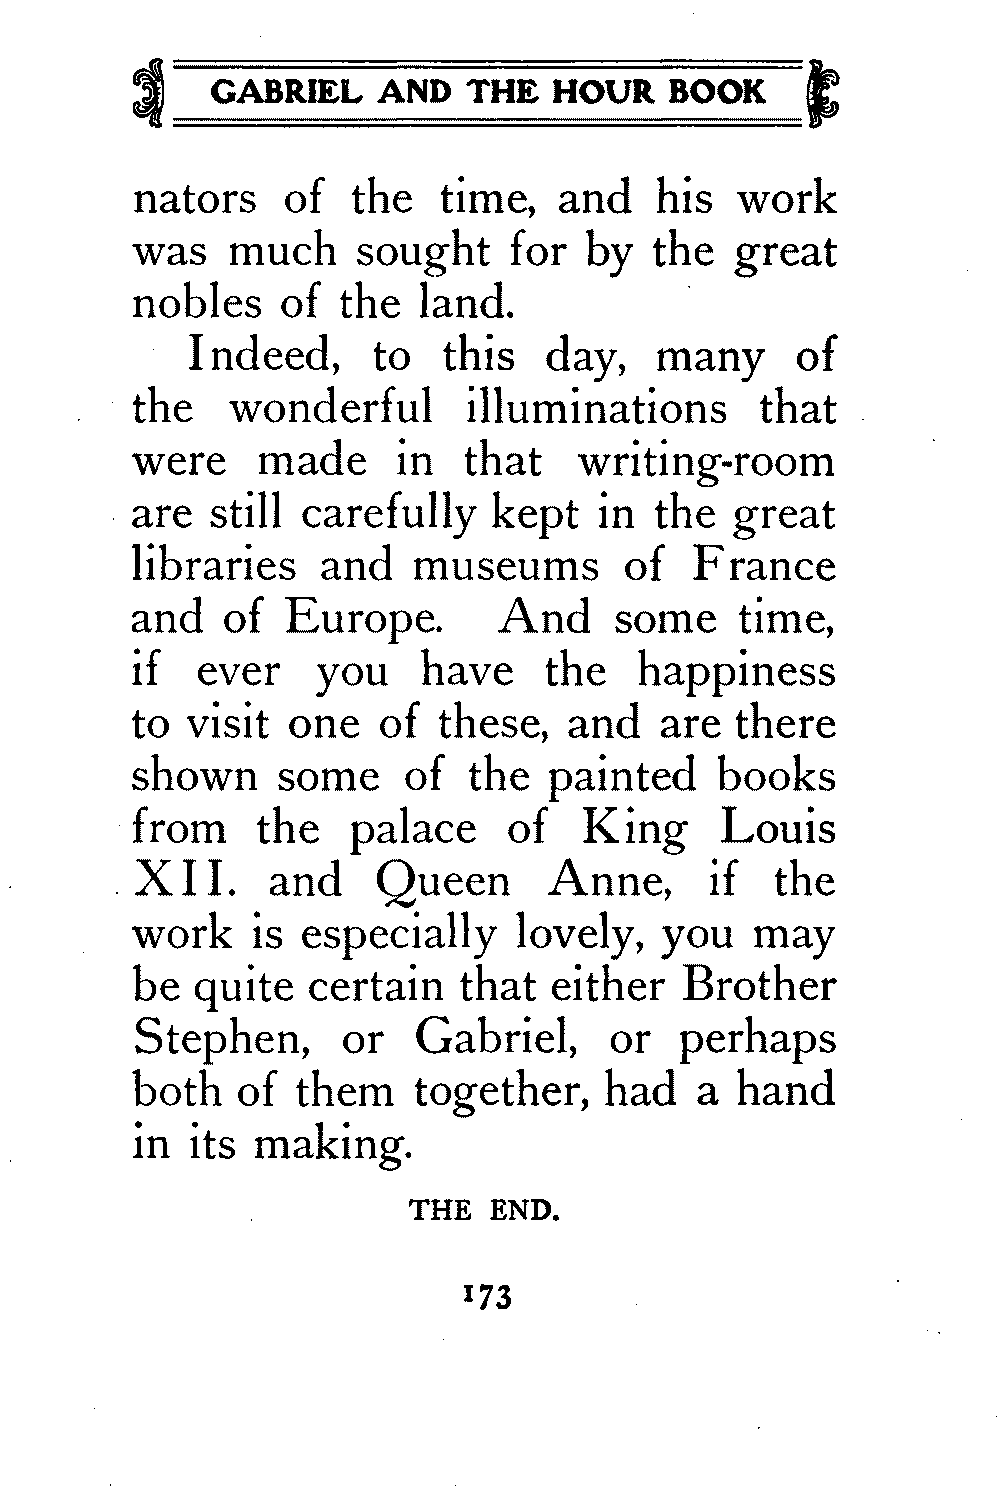 GABRIEL AND THE HOUR BOOK
nators of the time, and his work
was much sought for by the great
nobles of the land.
Indeed, to this day, many of
the wonderful illuminations that
were made in that writing-room
are still carefully kept in the great
libraries and museums of France
and of Europe. And some time,
if ever you have the happiness
to visit one of these, and are there
shown some of the painted books
from the palace of King Louis
XII. and Queen Anne, if the
work is especially lovely, you may
be quite certain that either Brother
Stephen, or Gabriel, or perhaps
both of them together, had a hand
in its making.
THE END.
173